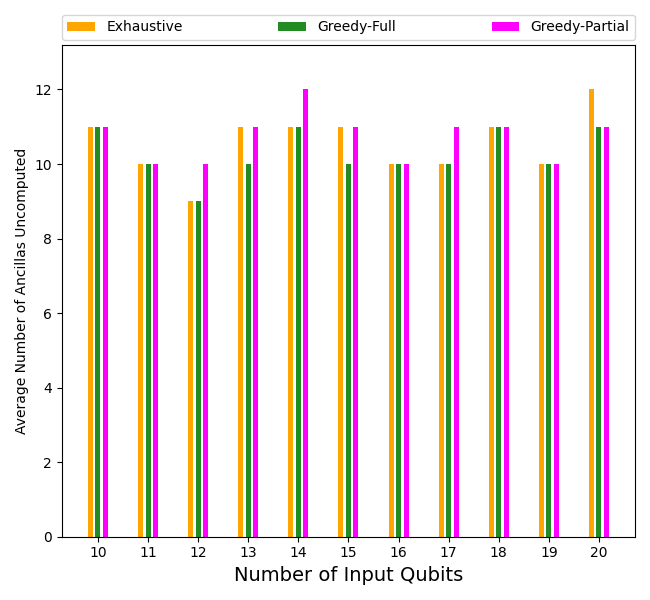 Exhaustive Greedy-Full Greedy-Partial
Average Number of Ancillas Uncomputed
12
10
8
6
4
2
0
10 11 12 13 14 15 16 17 18 19 20
Number of Input Qubits